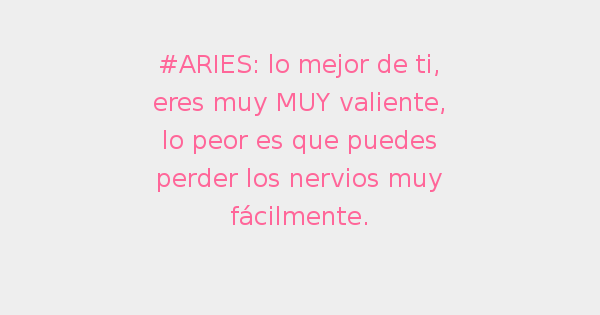 #ARIES: lo mejor de ti,
eres muy MUY valiente,
lo peor es que puedes
perder los nervios muy
fácilmente.